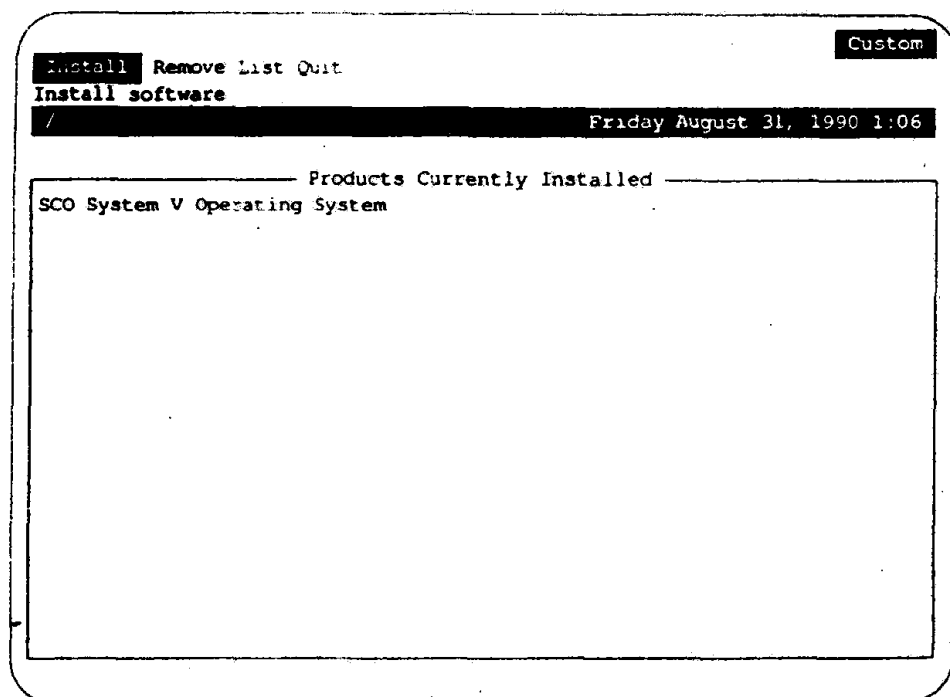 Custom
Install Remove List Quit
Install software
/ Friday August 31, 1990 1:06
Products Currently Installed
SCO System V Operating System